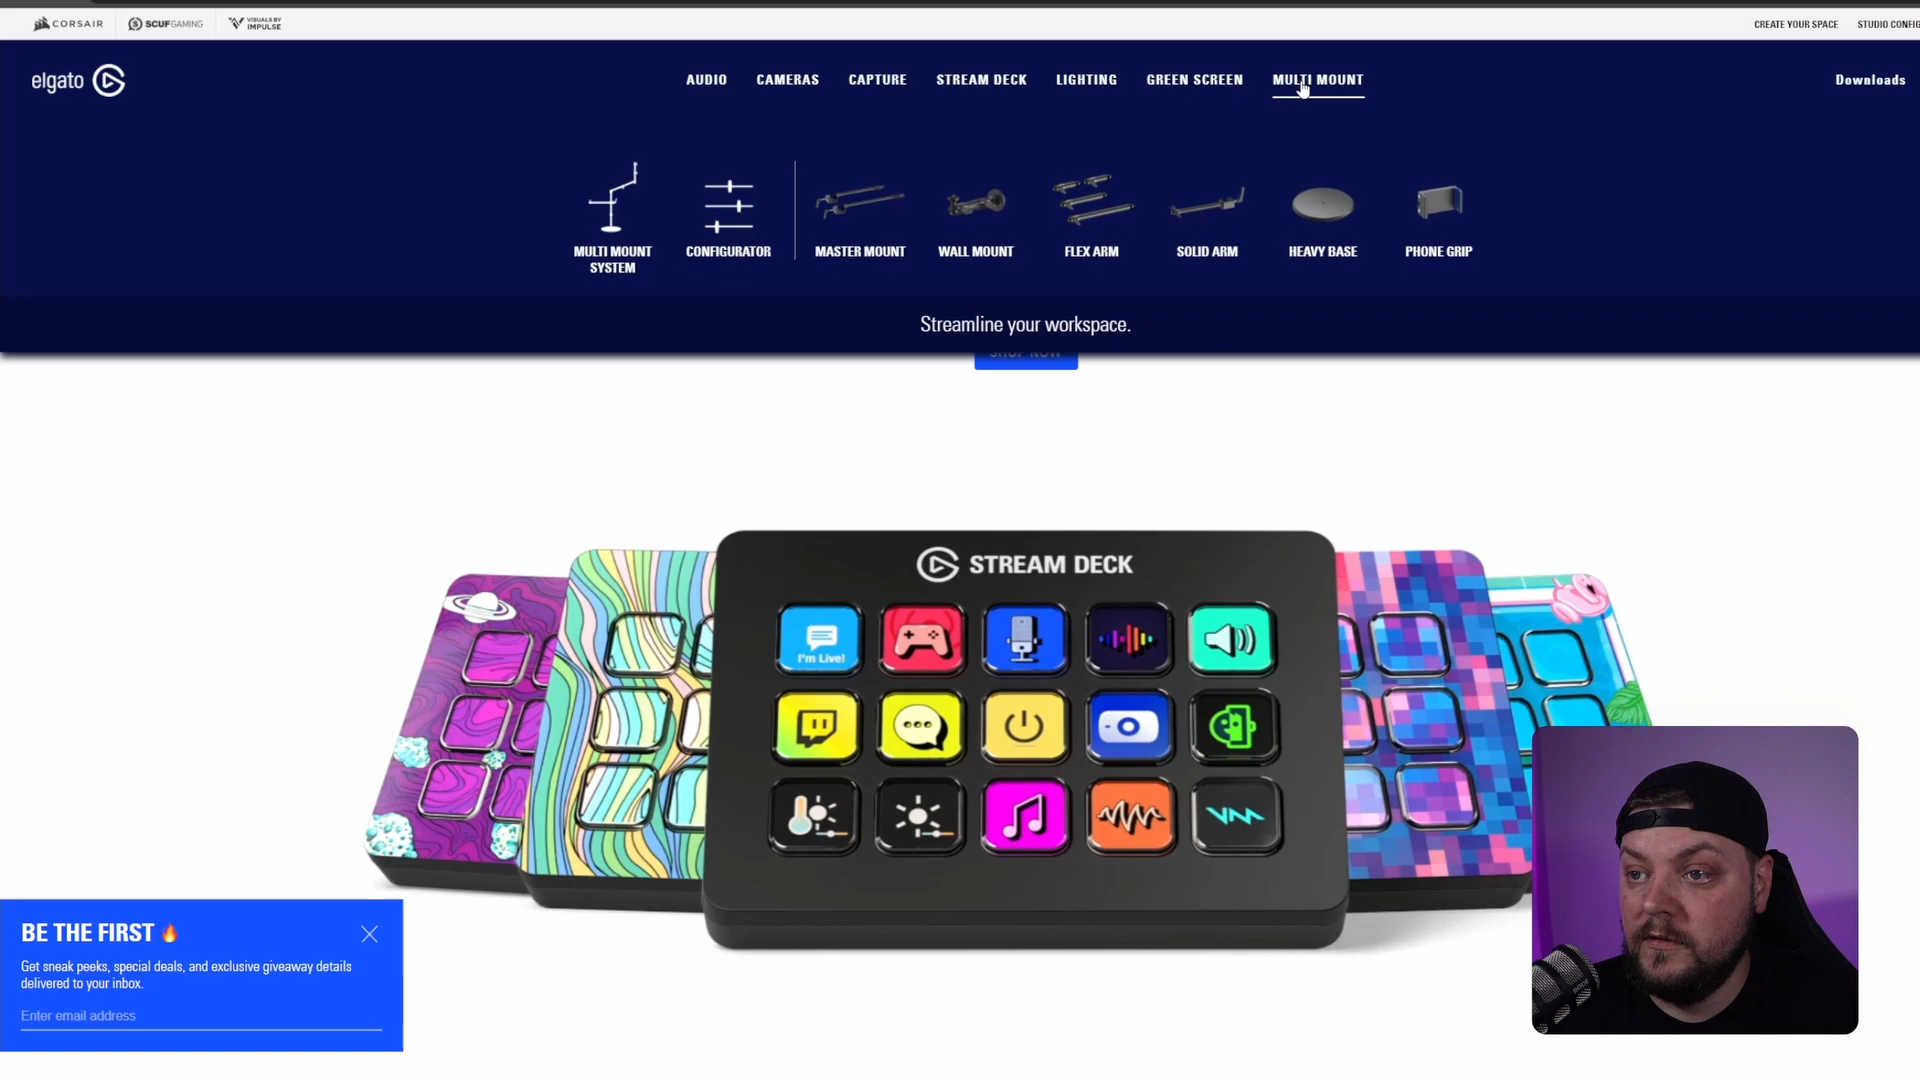 CORSAIR
SCUFGAMING
VISUALS BY
IMPULSE
CREATE YOUR SPACE
STUDIO CONFIG
elgato
AUDIO
CAMERAS
CAPTURE
STREAM DECK
LIGHTING
GREEN SCREEN
MULTI MOUNT
Downloads
MULTI MOUNT
SYSTEM
CONFIGURATOR
MASTER MOUNT
WALL MOUNT
FLEX ARM
SOLID ARM
HEAVY BASE
PHONE GRIP
Streamline your workspace.
SHOP NOW
STREAM DECK
I'm Live!
BE THE FIRST 🔥
Get sneak peeks, special deals, and exclusive giveaway details
delivered to your inbox.
Enter email address
RODE